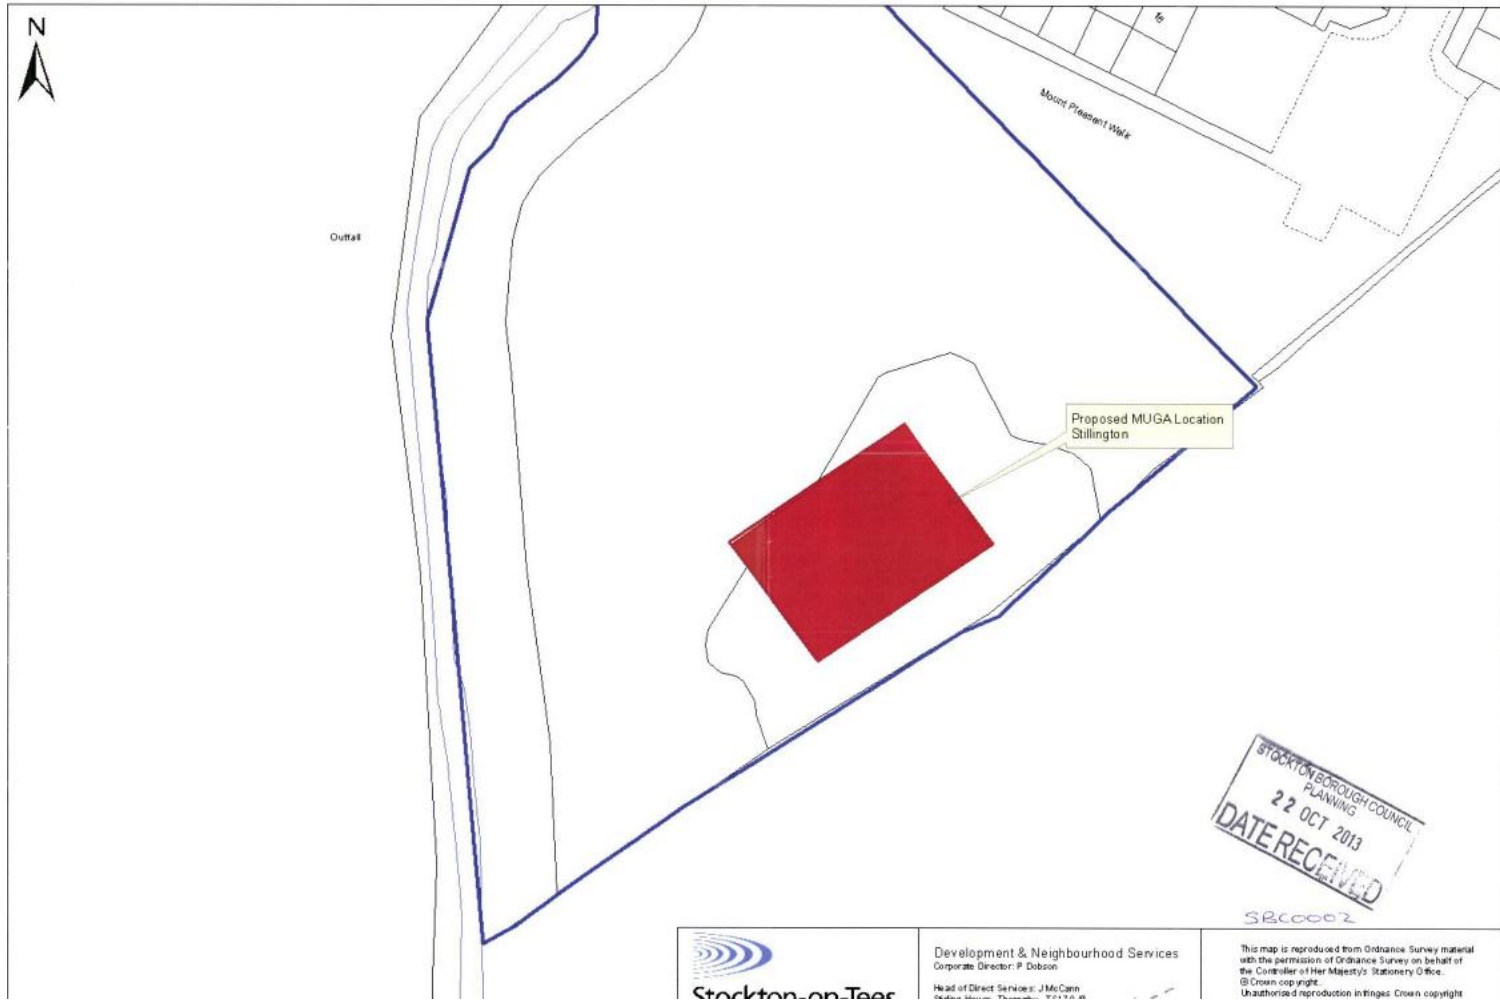 N
18
Mount Pleasant Walk
Outfall
Proposed MUGA Location
Stillington
STOCKTON BOROUGH COUNCIL
PLANNING
22 OCT 2013
DATE RECEIVED
SBC0002
Stockton-on-Tees
Development & Neighbourhood Services
Corporate Director: P Dobson
Head of Direct Services: J McCann
This map is reproduced from Ordnance Survey material
with the permission of Ordnance Survey on behalf of
the Controller of Her Majesty's Stationery Office.
© Crown copyright.
Unauthorised reproduction infringes Crown copyright